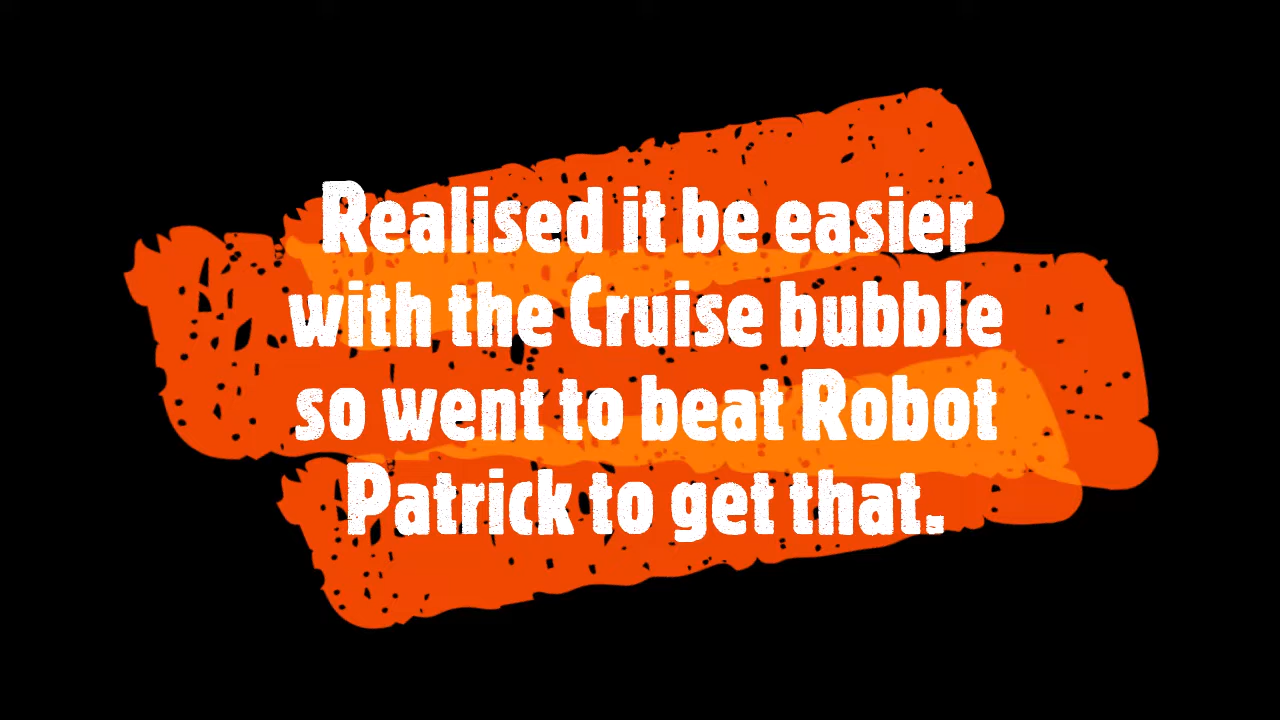 Realised it be easier
with the Cruise bubble
so went to beat Robot
Patrick to get that.